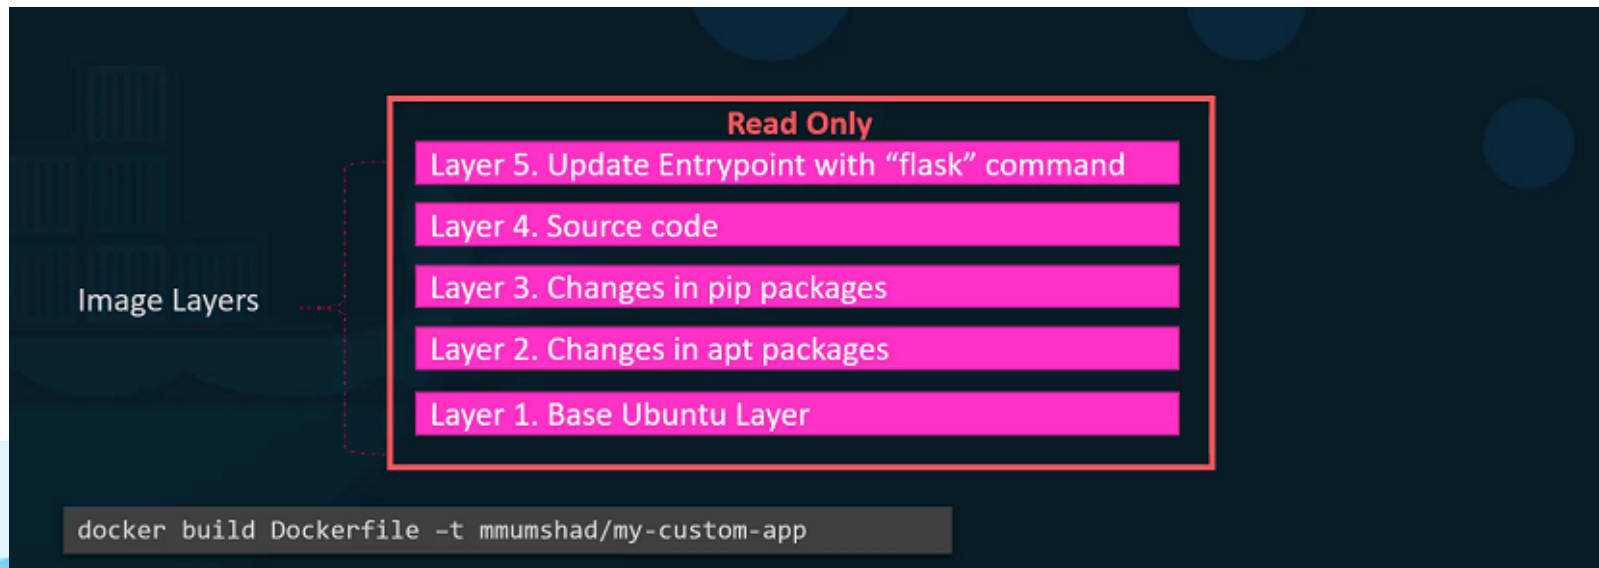 Read Only
Layer 5. Update Entrypoint with “flask” command
Layer 4. Source code
Layer 3. Changes in pip packages
Image Layers
Layer 2. Changes in apt packages
Layer 1. Base Ubuntu Layer
docker build Dockerfile –t mmumshad/my-custom-app